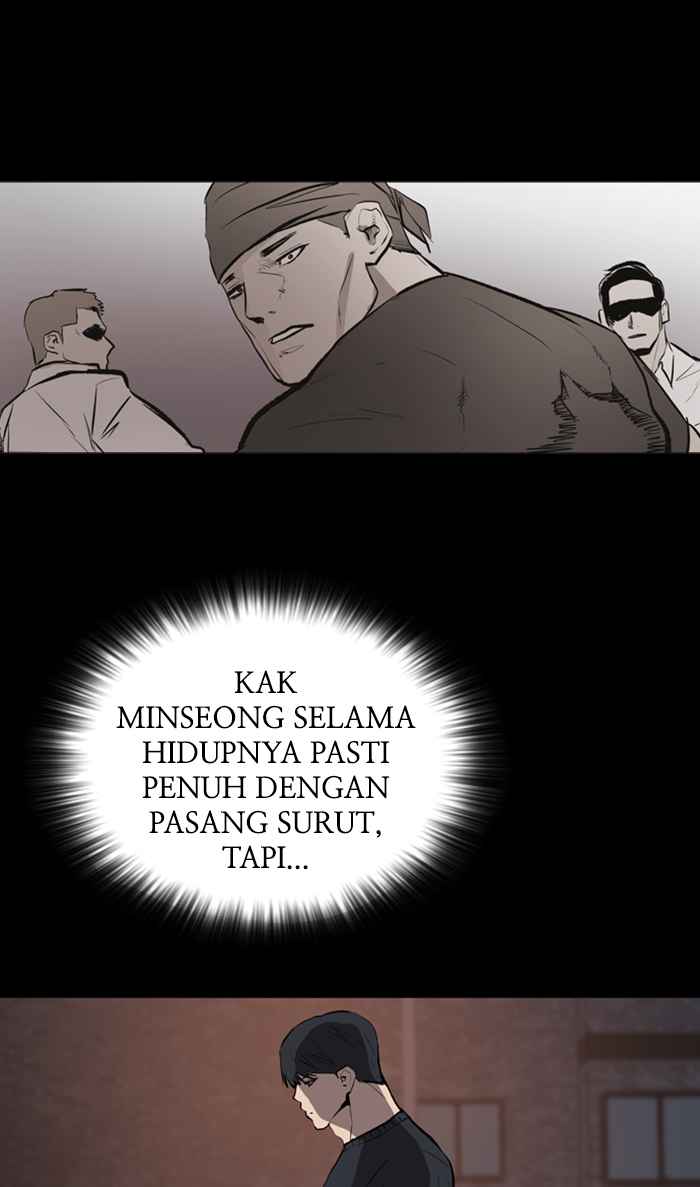 KAK
MINSEONG SELAMA
HIDUPNYA PASTI
PENUH DENGAN
PASANG SURUT,
TAPI...